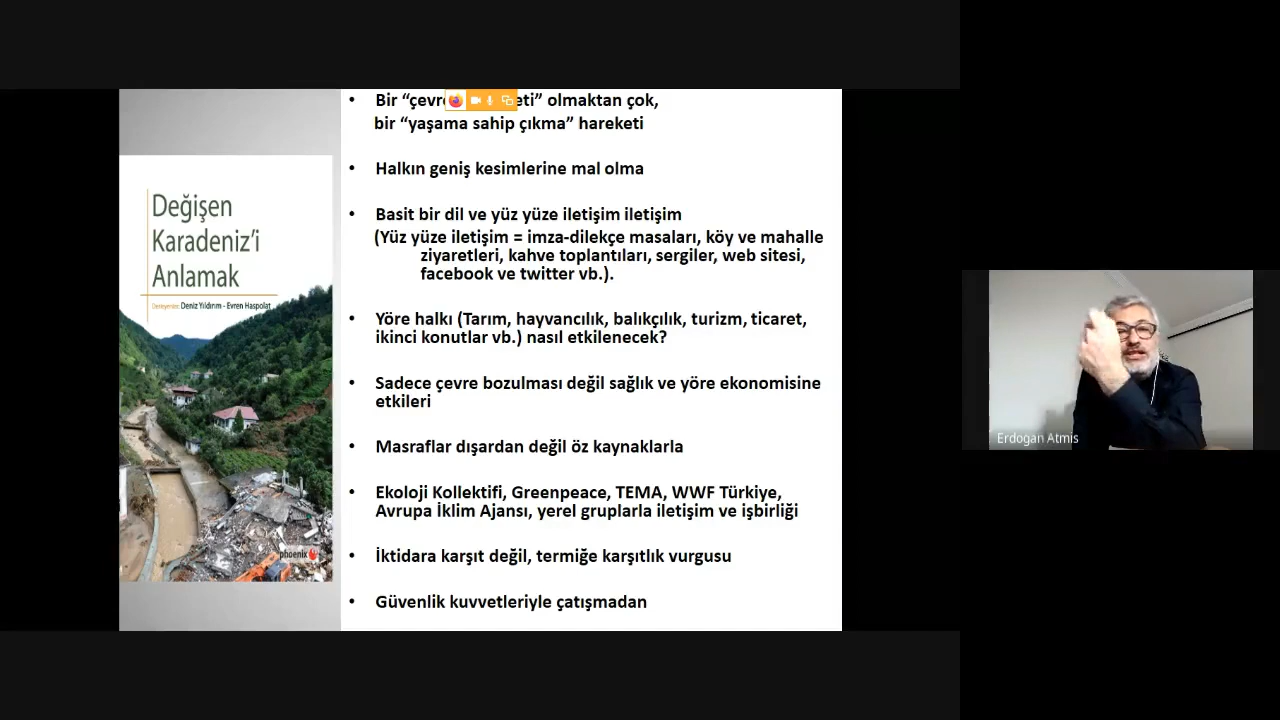 Değişen
Karadeniz'i
Anlamak
Derleyenler: Deniz Yıldırım - Evren Haspolat
phoenix
• Bir “çevre eti” olmaktan çok,
bir “yaşama sahip çıkma” hareketi
• Halkın geniş kesimlerine mal olma
• Basit bir dil ve yüz yüze iletişim iletişim
(Yüz yüze iletişim = imza-dilekçe masaları, köy ve mahalle
ziyaretleri, kahve toplantıları, sergiler, web sitesi,
facebook ve twitter vb.).
• Yöre halkı (Tarım, hayvancılık, balıkçılık, turizm, ticaret,
ikinci konutlar vb.) nasıl etkilenecek?
• Sadece çevre bozulması değil sağlık ve yöre ekonomisine
etkileri
• Masraflar dışardan değil öz kaynaklarla
• Ekoloji Kollektifi, Greenpeace, TEMA, WWF Türkiye,
Avrupa İklim Ajansı, yerel gruplarla iletişim ve işbirliği
• İktidara karşıt değil, termiğe karşıtlık vurgusu
• Güvenlik kuvvetleriyle çatışmadan
Erdogan Atmis